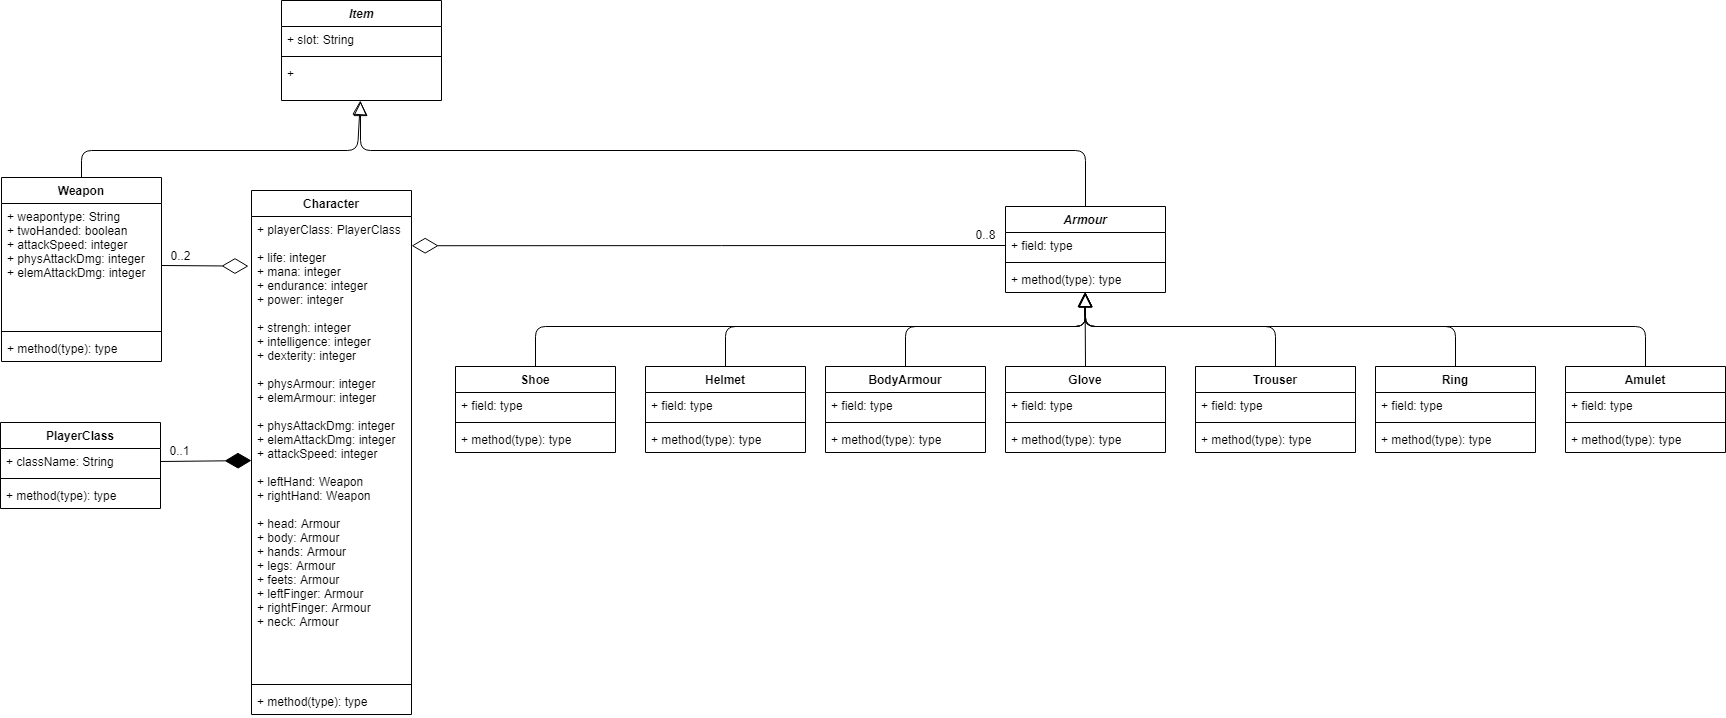 Item
+ slot: String
+
Weapon
+ weapontype: String
+ twoHanded: boolean
+ attackSpeed: integer
+ physAttackDmg: integer
+ elemAttackDmg: integer
+ method(type): type
0..2
Character
+ playerClass: PlayerClass
+ life: integer
+ mana: integer
+ endurance: integer
+ power: integer
+ strengh: integer
+ intelligence: integer
+ dexterity: integer
+ physArmour: integer
+ elemArmour: integer
+ physAttackDmg: integer
+ elemAttackDmg: integer
+ attackSpeed: integer
+ leftHand: Weapon
+ rightHand: Weapon
+ head: Armour
+ body: Armour
+ hands: Armour
+ legs: Armour
+ feets: Armour
+ leftFinger: Armour
+ rightFinger: Armour
+ neck: Armour
+ method(type): type
0..8
Armour
+ field: type
+ method(type): type
PlayerClass
+ className: String
+ method(type): type
0..1
Shoe
+ field: type
+ method(type): type
Helmet
+ field: type
+ method(type): type
BodyArmour
+ field: type
+ method(type): type
Glove
+ field: type
+ method(type): type
Trouser
+ field: type
+ method(type): type
Ring
+ field: type
+ method(type): type
Amulet
+ field: type
+ method(type): type